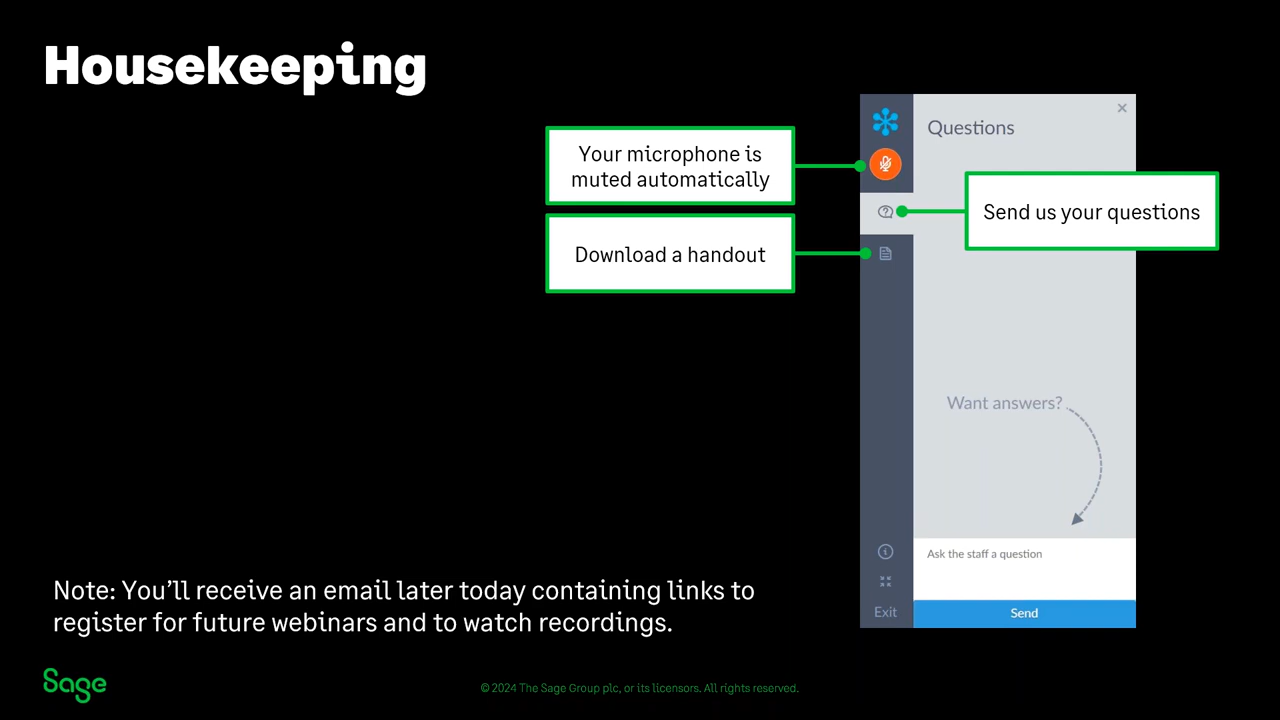 Housekeeping
Your microphone is
muted automatically
Download a handout
×
Questions
Send us your questions
Want answers?
Ask the staff a question
Send
Exit
Note: You’ll receive an email later today containing links to
register for future webinars and to watch recordings.
Sage
© 2024 The Sage Group plc, or its licensors. All rights reserved.